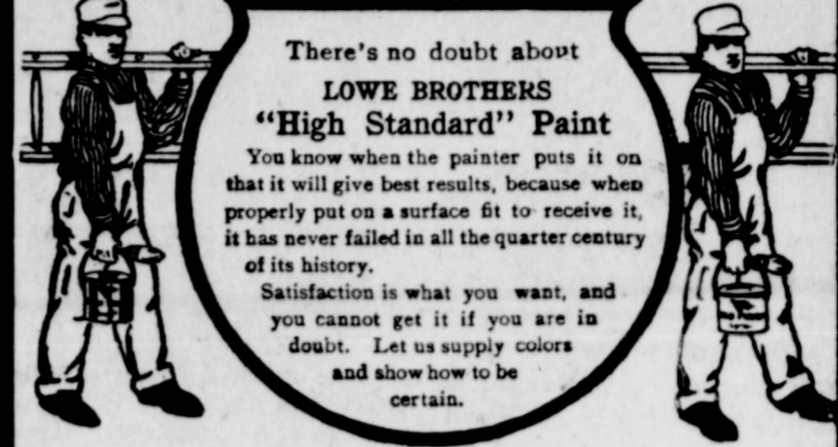 There's no doubt about
LOWE BROTHERS
"High Standard" Paint
You know when the painter puts it on
that it will give best results, because when
properly put on a surface fit to receive it,
it has never failed in all the quarter century
of its history.
Satisfaction is what you want, and
you cannot get it if you are in
doubt. Let us supply colors
and show how to be
certain.